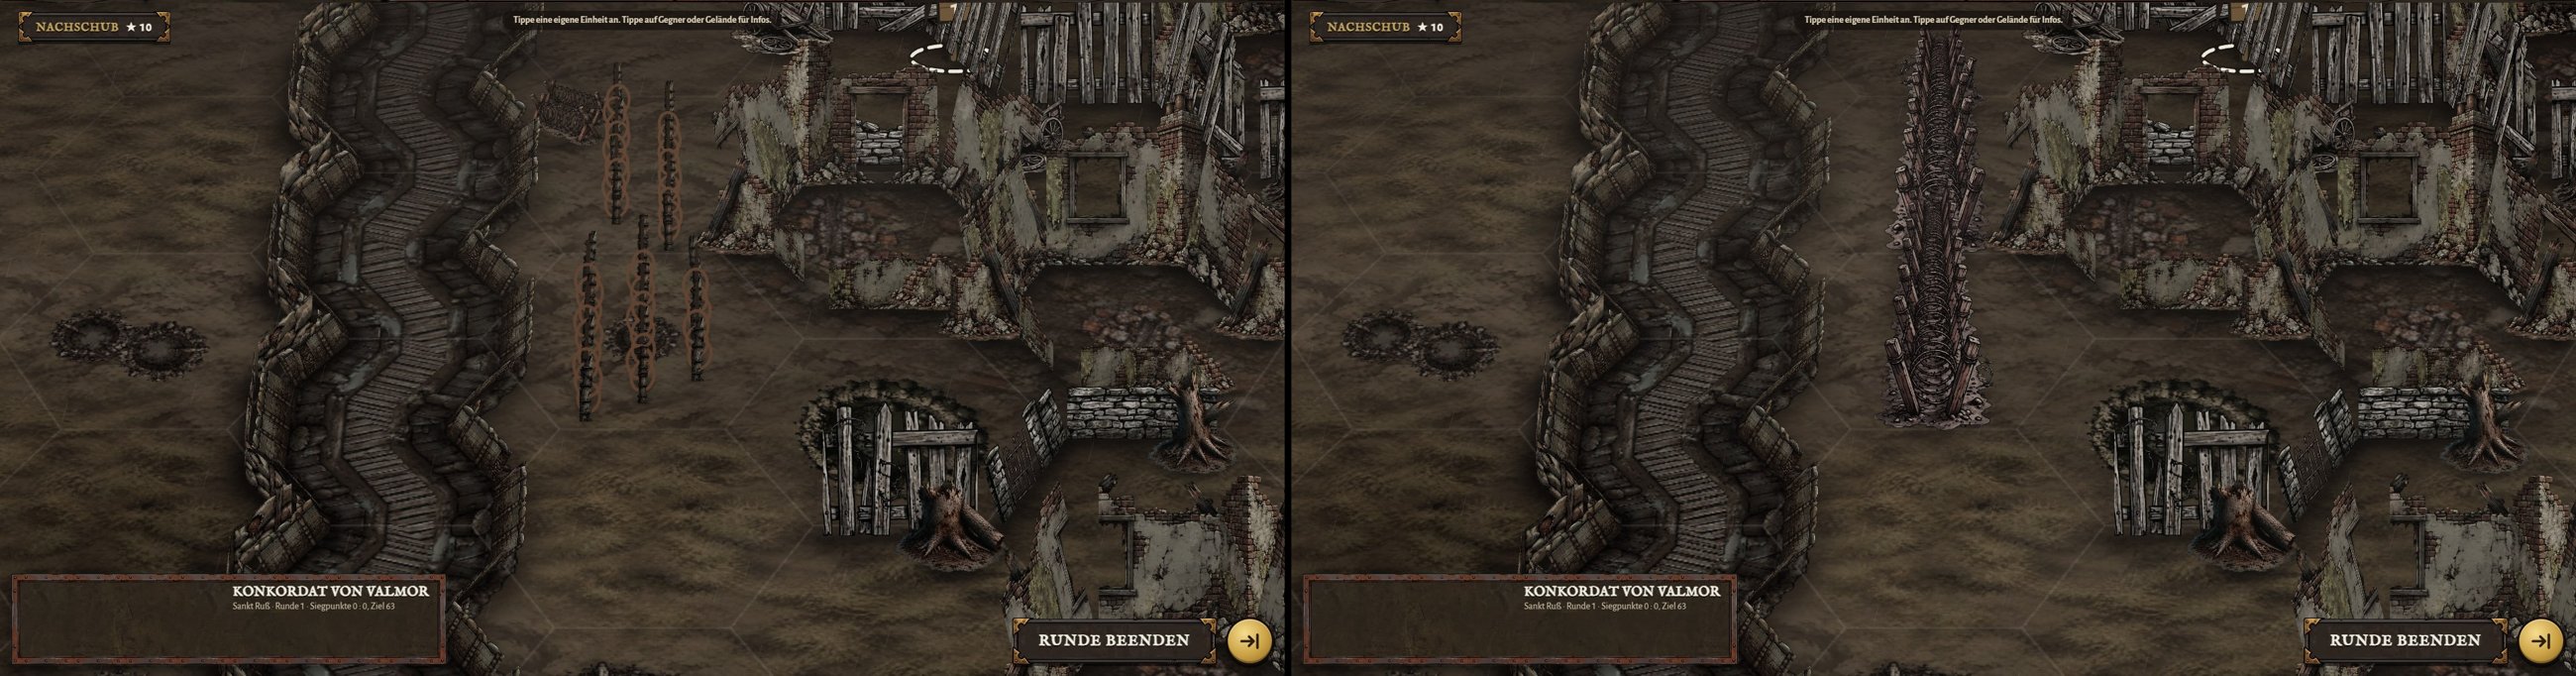 NACHSCHUB ★ 10
Tippe eine eigene Einheit an. Tippe auf Gegner oder Gelände für Infos.
KONKORDAT VON VALMOR
Sankt Ruß · Runde 1 · Siegpunkte 0 : 0, Ziel 63
RUNDE BEENDEN
NACHSCHUB ★ 10
Tippe eine eigene Einheit an. Tippe auf Gegner oder Gelände für Infos.
KONKORDAT VON VALMOR
Sankt Ruß · Runde 1 · Siegpunkte 0 : 0, Ziel 63
RUNDE BEENDEN